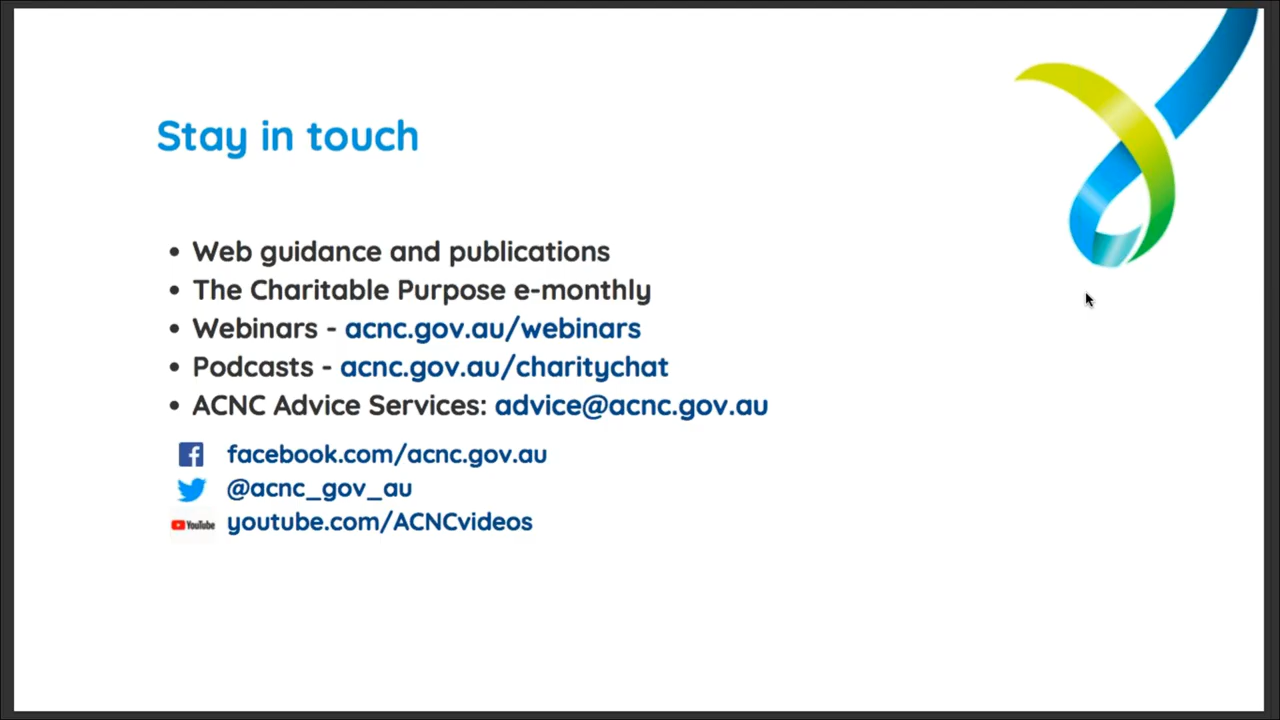 Stay in touch
• Web guidance and publications
• The Charitable Purpose e-monthly
• Webinars - acnc.gov.au/webinars
• Podcasts - acnc.gov.au/charitychat
• ACNC Advice Services: advice@acnc.gov.au
facebook.com/acnc.gov.au
@acnc_gov_au
YouTube youtube.com/ACNCvideos